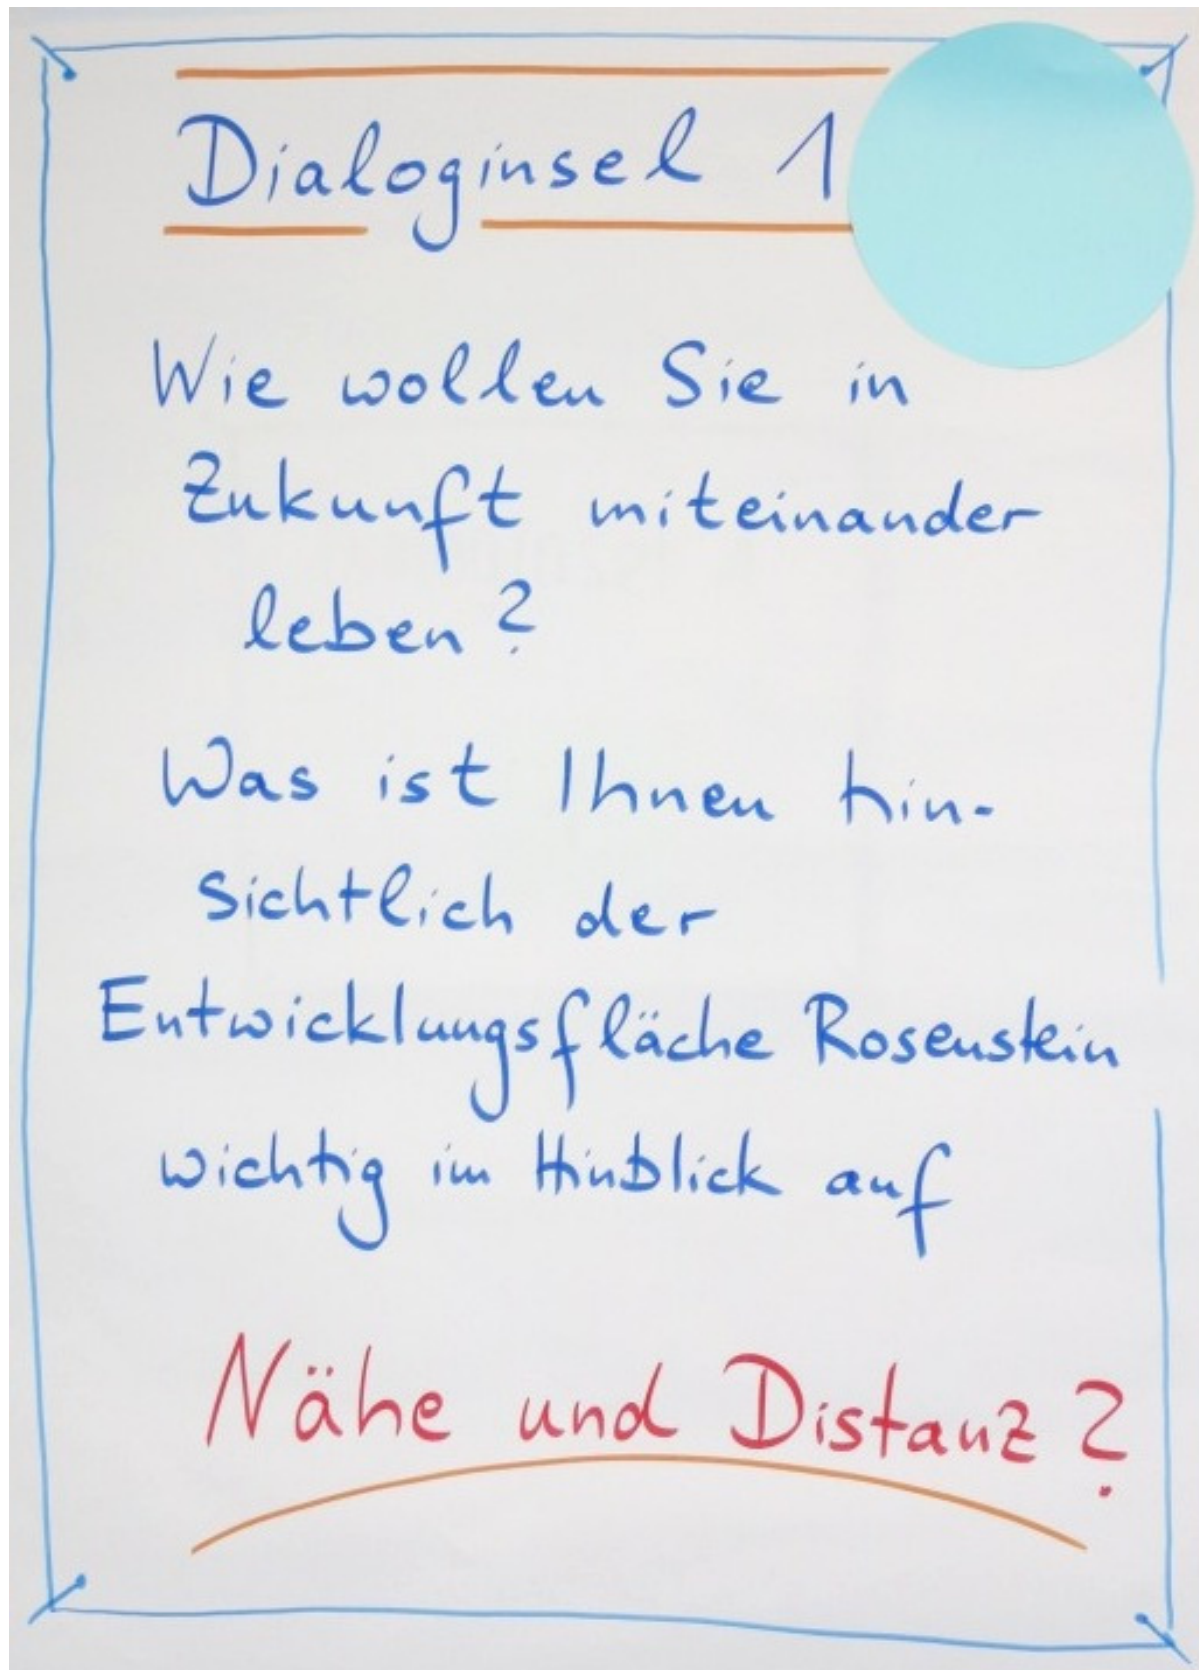 Dialoginsel 1
Wie wollen Sie in
Zukunft miteinander
leben?
Was ist Ihnen hin-
sichtlich der
Entwicklungsfläche Rosenstein
wichtig im Hinblick auf
Nähe und Distanz?